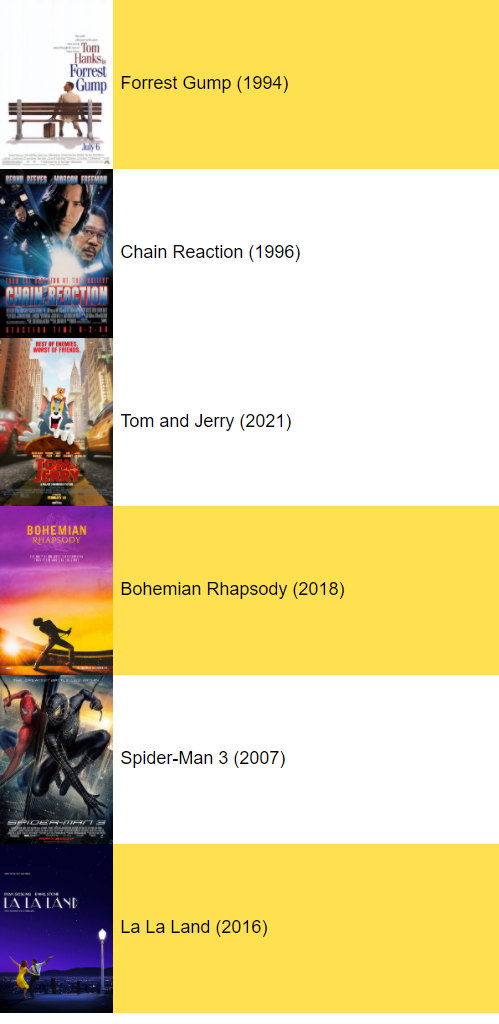 Tom
Hanks is
Forrest
Gump
July 6
Forrest Gump (1994)
KEANU REEVES MORGAN FREEMAN
CHAIN REACTION
Chain Reaction (1996)
BEST OF ENEMIES.
WORST OF FRIENDS.
TOM
JERRY
Tom and Jerry (2021)
BOHEMIAN
RHAPSODY
Bohemian Rhapsody (2018)
SPIDER-MAN 3
Spider-Man 3 (2007)
RYAN GOSLING EMMA STONE
LA LA LAND
La La Land (2016)